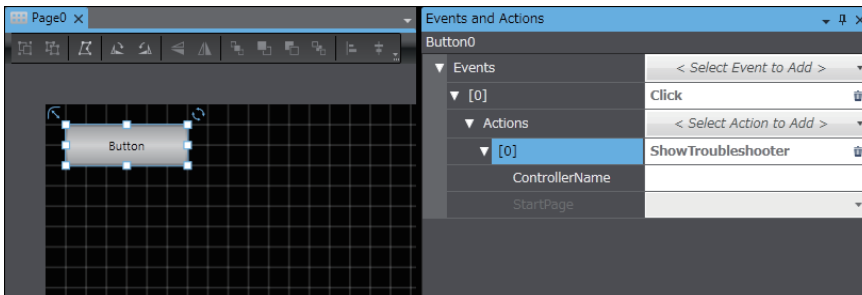 Page0
Events and Actions
Button0
Events
< Select Event to Add >
[0]
Click
Actions
< Select Action to Add >
[0]
ShowTroubleshooter
ControllerName
StartPage
Button